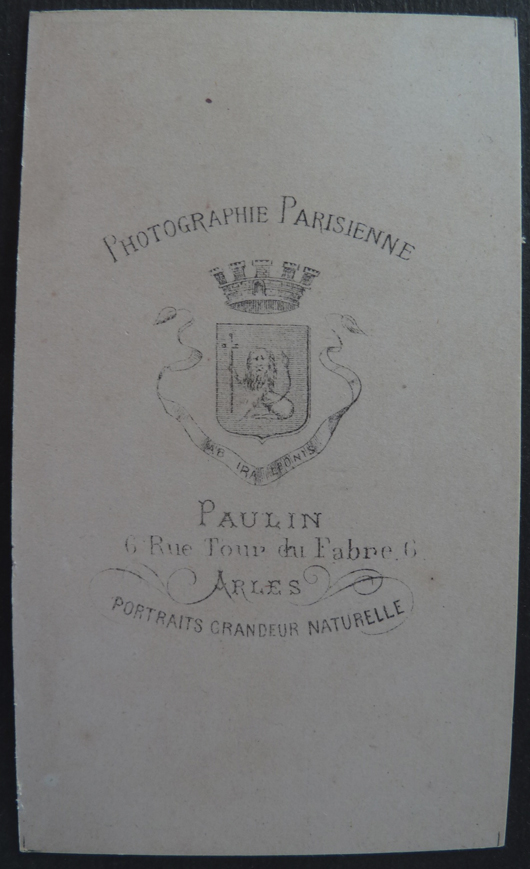 PHOTOGRAPHIE PARISIENNE
AB IRA LEONIS
PAULIN
6 Rue Tour du Fabre. 6.
ARLES
PORTRAITS GRANDEUR NATURELLE